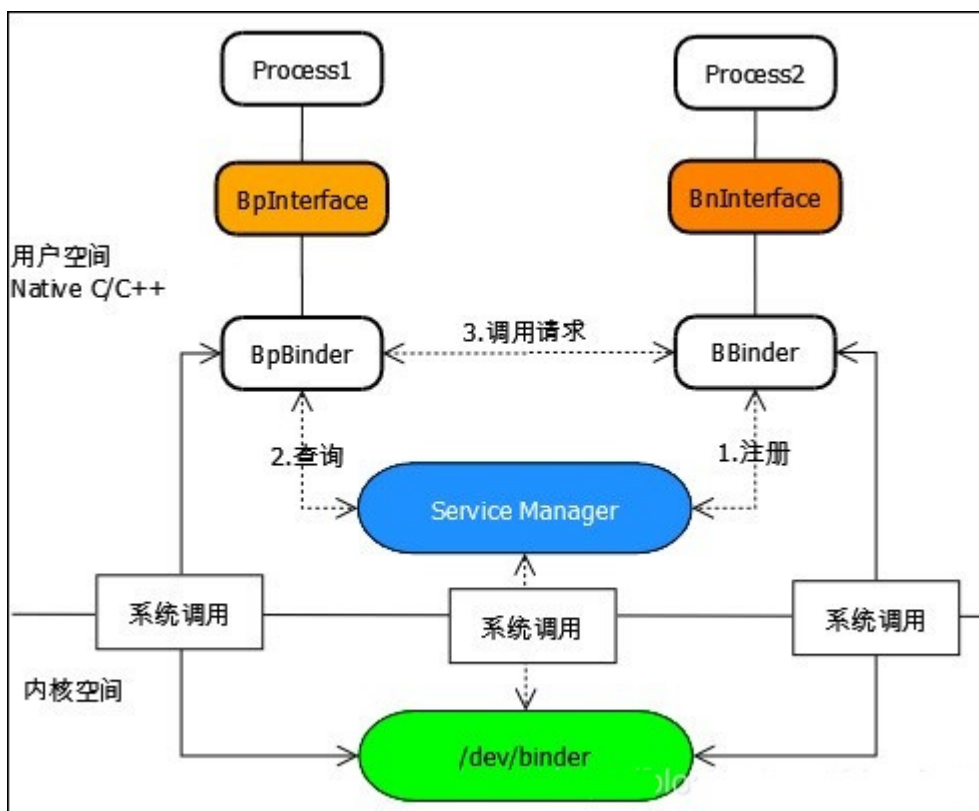 Process1
Process2
BpInterface
BnInterface
用户空间
Native C/C++
BpBinder
3.调用请求
BBinder
2.查询
1.注册
Service Manager
系统调用
系统调用
系统调用
内核空间
/dev/binder